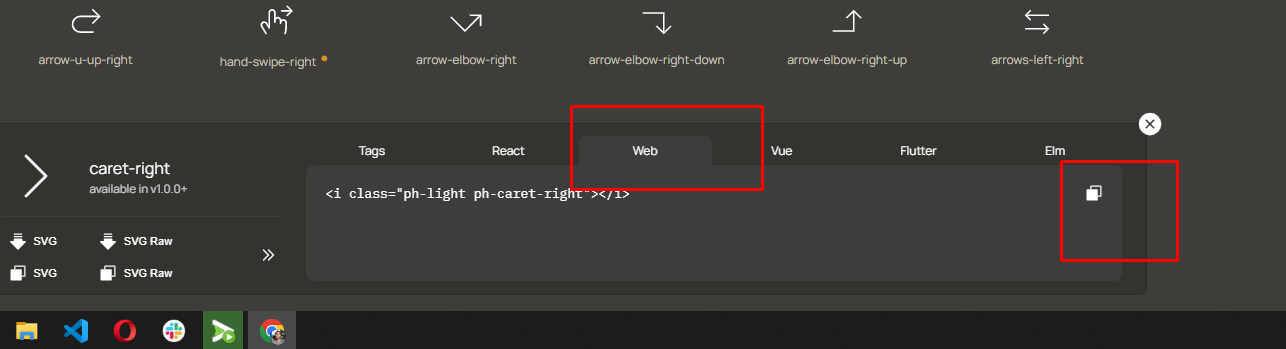 arrow-u-up-right
hand-swipe-right
arrow-elbow-right
arrow-elbow-right-down
arrow-elbow-right-up
arrows-left-right
caret-right
available in v1.0.0+
SVG
SVG Raw
SVG
SVG Raw
Tags
React
Web
Vue
Flutter
Elm
<i class="ph-light ph-caret-right"></i>